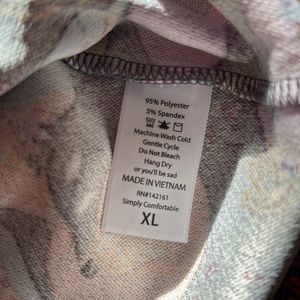 95% Polyester
5% Spandex
Machine Wash Cold
Gentle Cycle
Do Not Bleach
Hang Dry
or you'll be sad
MADE IN VIETNAM
RN#142161
Simply Comfortable
XL